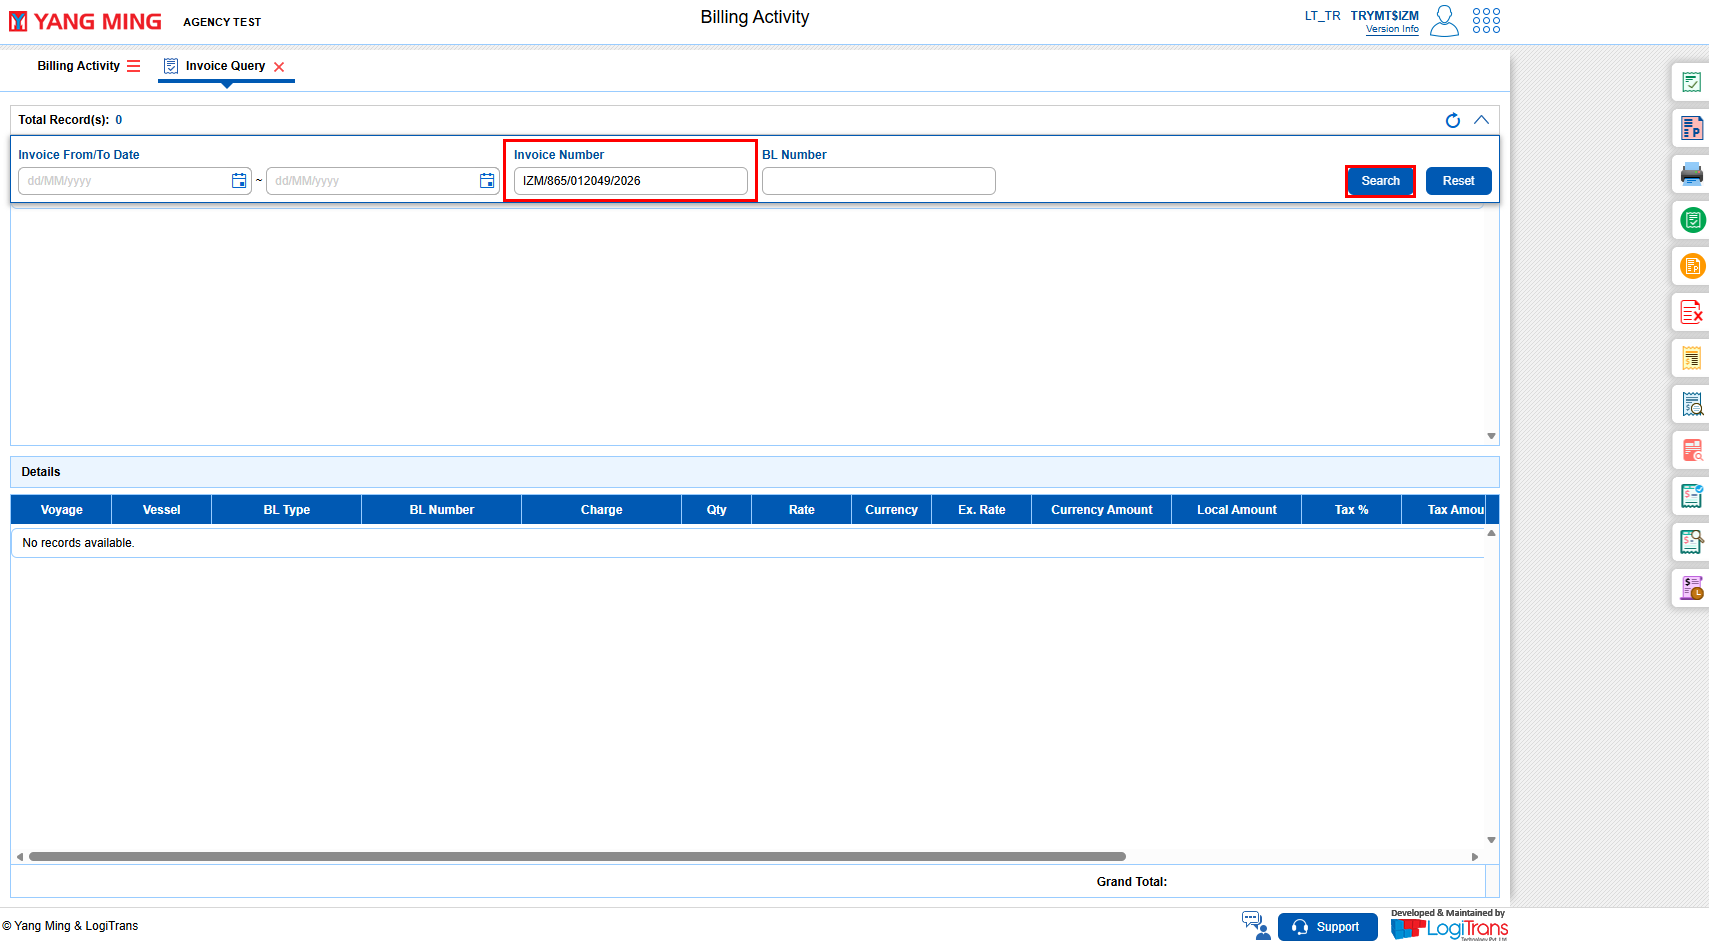 YANG MING
AGENCY TEST
Billing Activity
LT_TR TRYMT$IZM
Version Info
Billing Activity
Invoice Query
Total Record(s): 0
Invoice From/To Date
Invoice Number
BL Number
dd/MM/yyyy ~ dd/MM/yyyy
IZM/865/012049/2026
Search
Reset
Details
Voyage Vessel BL Type BL Number Charge Qty Rate Currency Ex. Rate Currency Amount Local Amount Tax % Tax Amou
No records available.
Grand Total:
© Yang Ming & LogiTrans
Support
Developed & Maintained by
LogiTrans
Technology Pvt. Ltd.